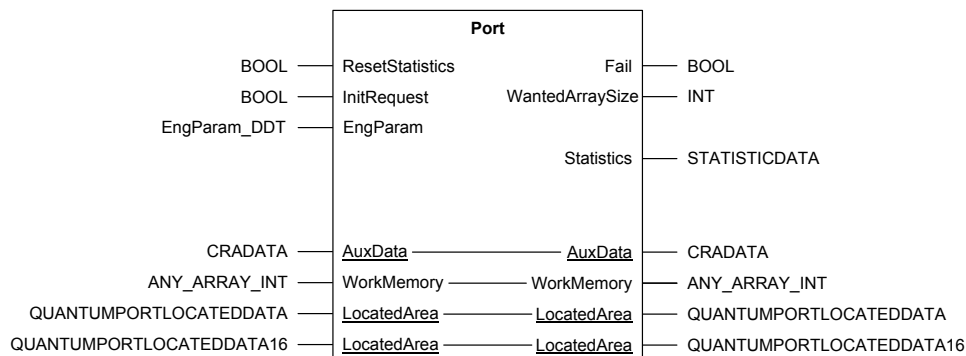 Port
BOOL ResetStatistics Fail BOOL
BOOL InitRequest WantedArraySize INT
EngParam_DDT EngParam
Statistics STATISTICDATA
CRADATA AuxData AuxData CRADATA
ANY_ARRAY_INT WorkMemory WorkMemory ANY_ARRAY_INT
QUANTUMPORTLOCATEDDATA LocatedArea LocatedArea QUANTUMPORTLOCATEDDATA
QUANTUMPORTLOCATEDDATA16 LocatedArea LocatedArea QUANTUMPORTLOCATEDDATA16